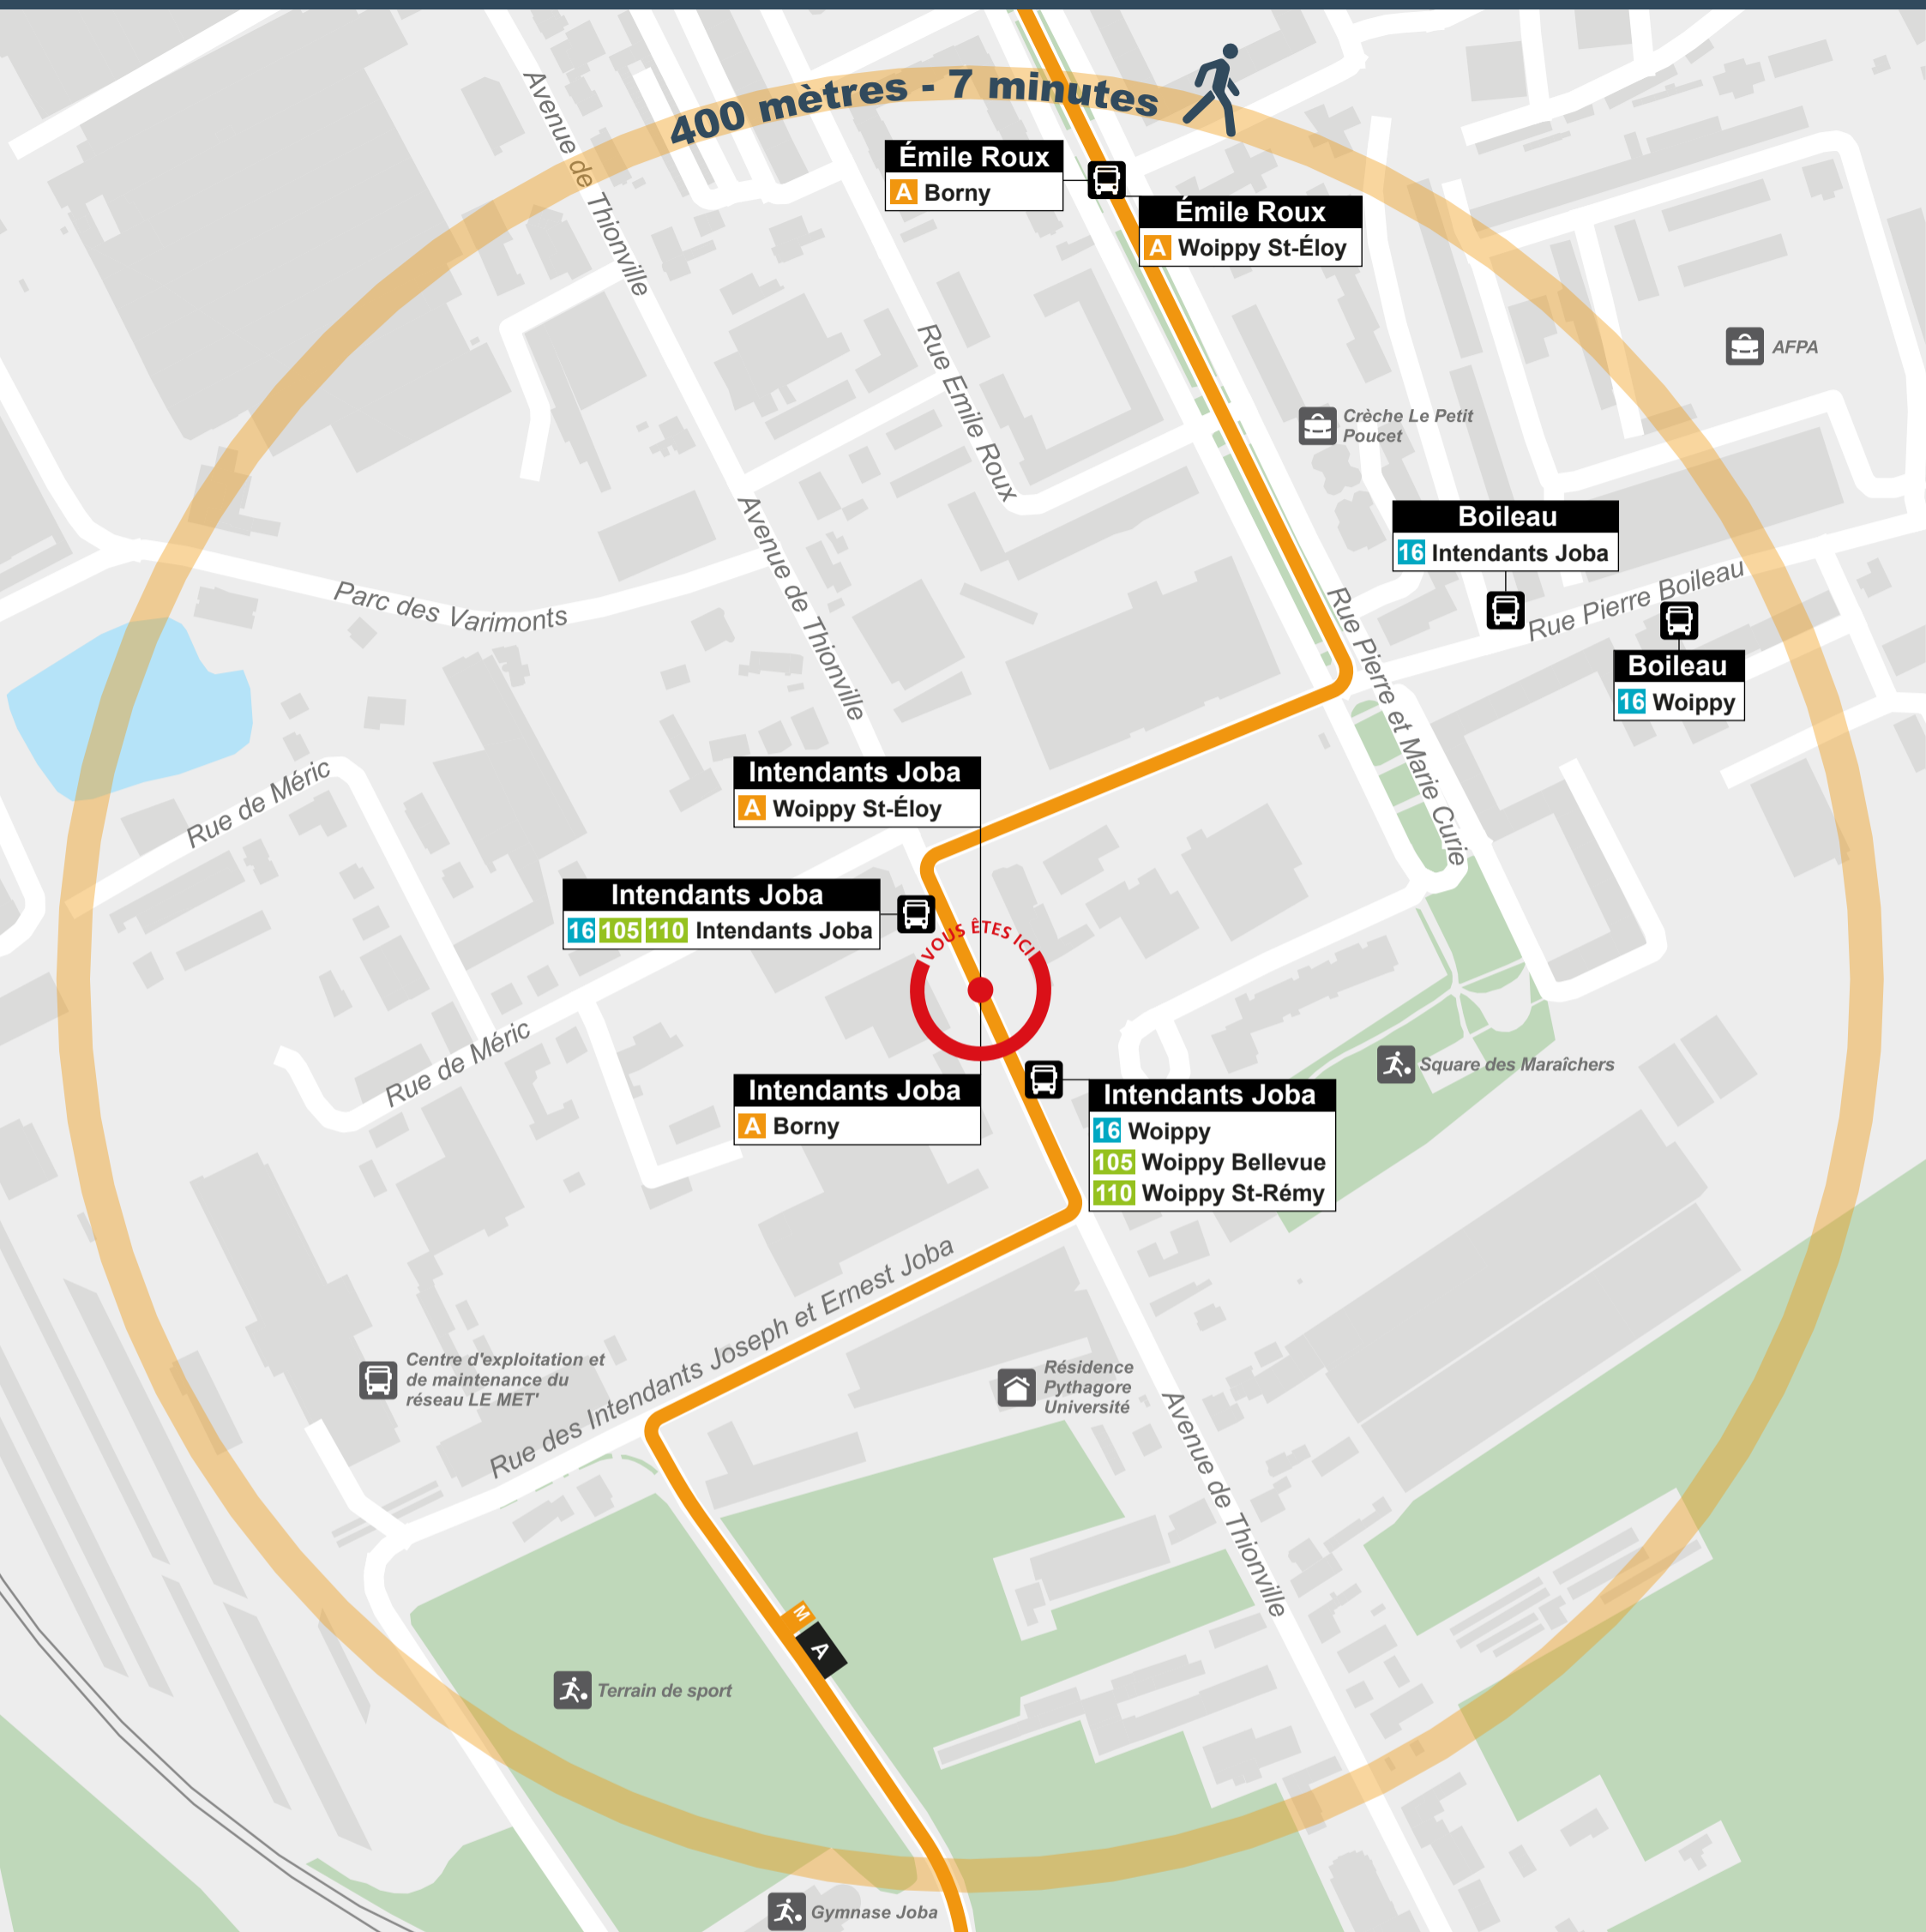 400 mètres - 7 minutes
Avenue de Thionville
Émile Roux
A Borny
Émile Roux
A Woippy St-Éloy
Rue Emile Roux
AFPA
Crèche Le Petit
Poucet
Avenue de Thionville
Boileau
16 Intendants Joba
Parc des Varimonts
Rue Pierre Boileau
Boileau
16 Woippy
Rue Pierre et Marie Curie
Rue de Méric
Intendants Joba
A Woippy St-Éloy
Intendants Joba
16 105 110 Intendants Joba
VOUS ÊTES ICI
Rue de Méric
Square des Maraîchers
Intendants Joba
A Borny
Intendants Joba
16 Woippy
105 Woippy Bellevue
110 Woippy St-Rémy
Rue des Intendants Joseph et Ernest Joba
Centre d'exploitation et
de maintenance du
réseau LE MET'
Résidence
Pythagore
Université
Avenue de Thionville
M
A
Terrain de sport
Gymnase Joba